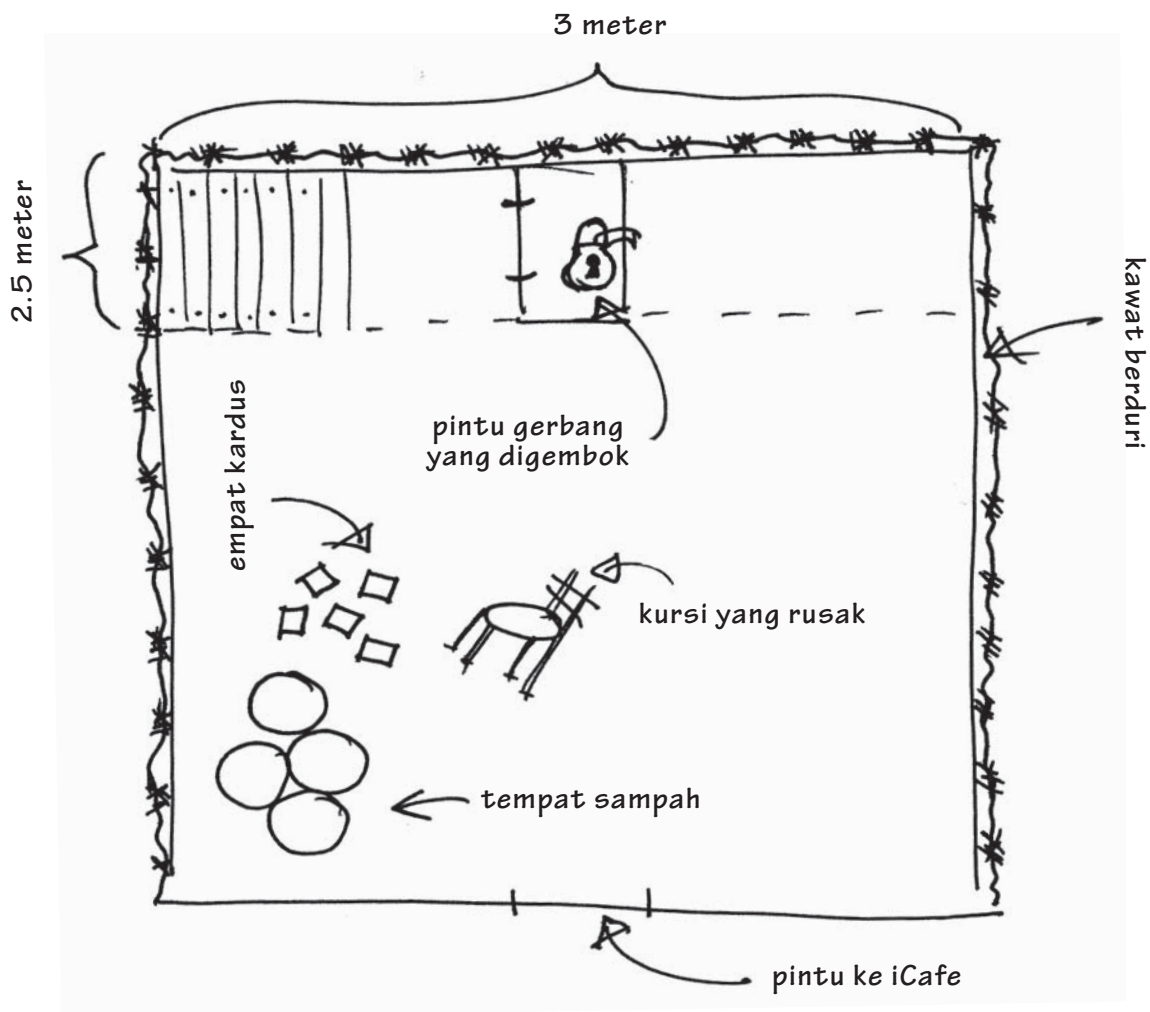 3 meter
2.5 meter
kawat berduri
pintu gerbang
yang digembok
empat kardus
kursi yang rusak
tempat sampah
pintu ke iCafe